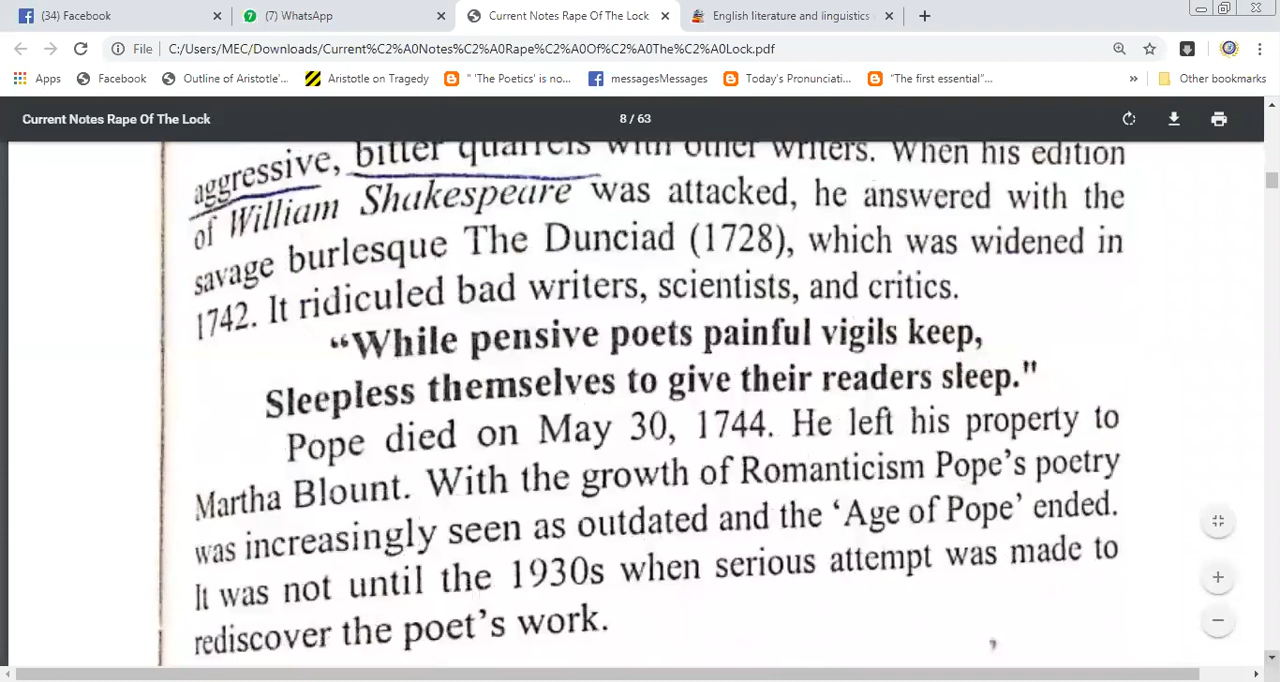 (34) Facebook
(7) WhatsApp
Current Notes Rape Of The Lock
English literature and linguistics
File
C:/Users/MEC/Downloads/Current%C2%A0Notes%C2%A0Rape%C2%A0Of%C2%A0The%C2%A0Lock.pdf
Apps
Facebook
Outline of Aristotle'...
Aristotle on Tragedy
" 'The Poetics' is no...
messagesMessages
Today's Pronunciati...
"The first essential"...
»
Other bookmarks
Current Notes Rape Of The Lock
8 / 63
aggressive, bitter quarrels with other writers. When his edition
of William Shakespeare was attacked, he answered with the
savage burlesque The Dunciad (1728), which was widened in
1742. It ridiculed bad writers, scientists, and critics.
“While pensive poets painful vigils keep,
Sleepless themselves to give their readers sleep."
Pope died on May 30, 1744. He left his property to
Martha Blount. With the growth of Romanticism Pope’s poetry
was increasingly seen as outdated and the ‘Age of Pope’ ended.
It was not until the 1930s when serious attempt was made to
rediscover the poet’s work.